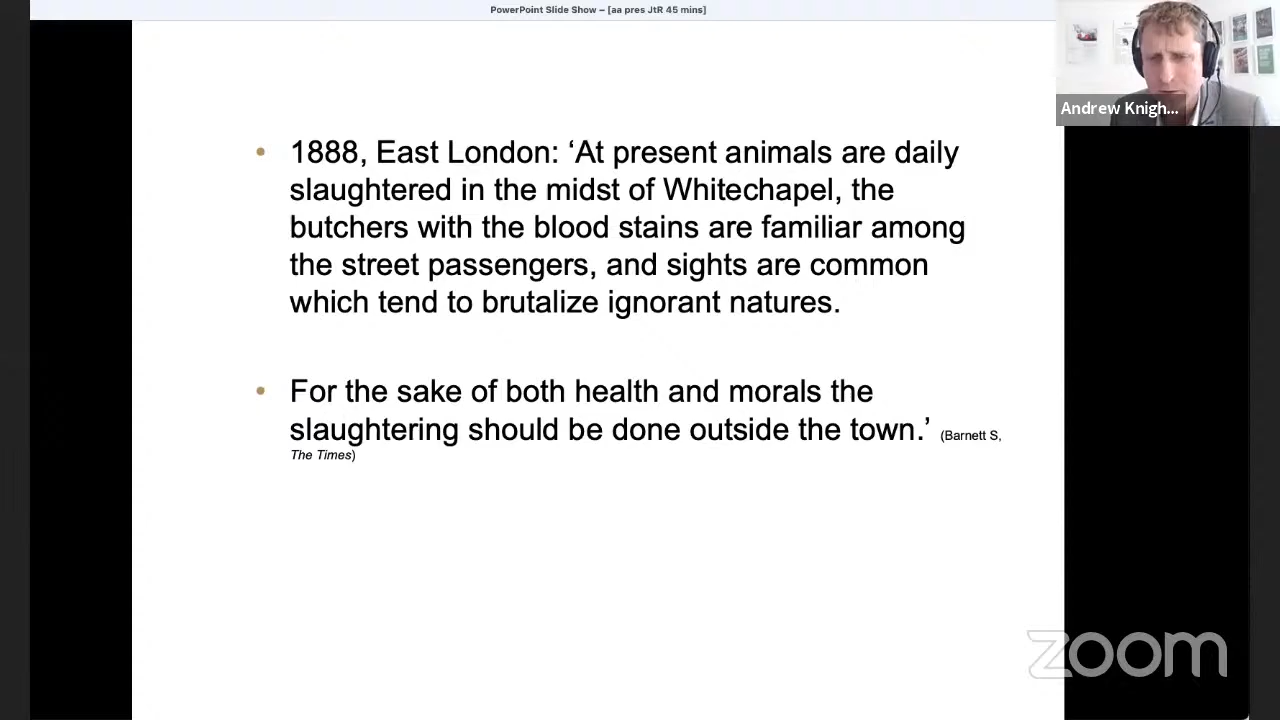 PowerPoint Slide Show – [aa pres JtR 45 mins]
Andrew Knigh...
• 1888, East London: ‘At present animals are daily
slaughtered in the midst of Whitechapel, the
butchers with the blood stains are familiar among
the street passengers, and sights are common
which tend to brutalize ignorant natures.
• For the sake of both health and morals the
slaughtering should be done outside the town.’ (Barnett S,
The Times)
zoom